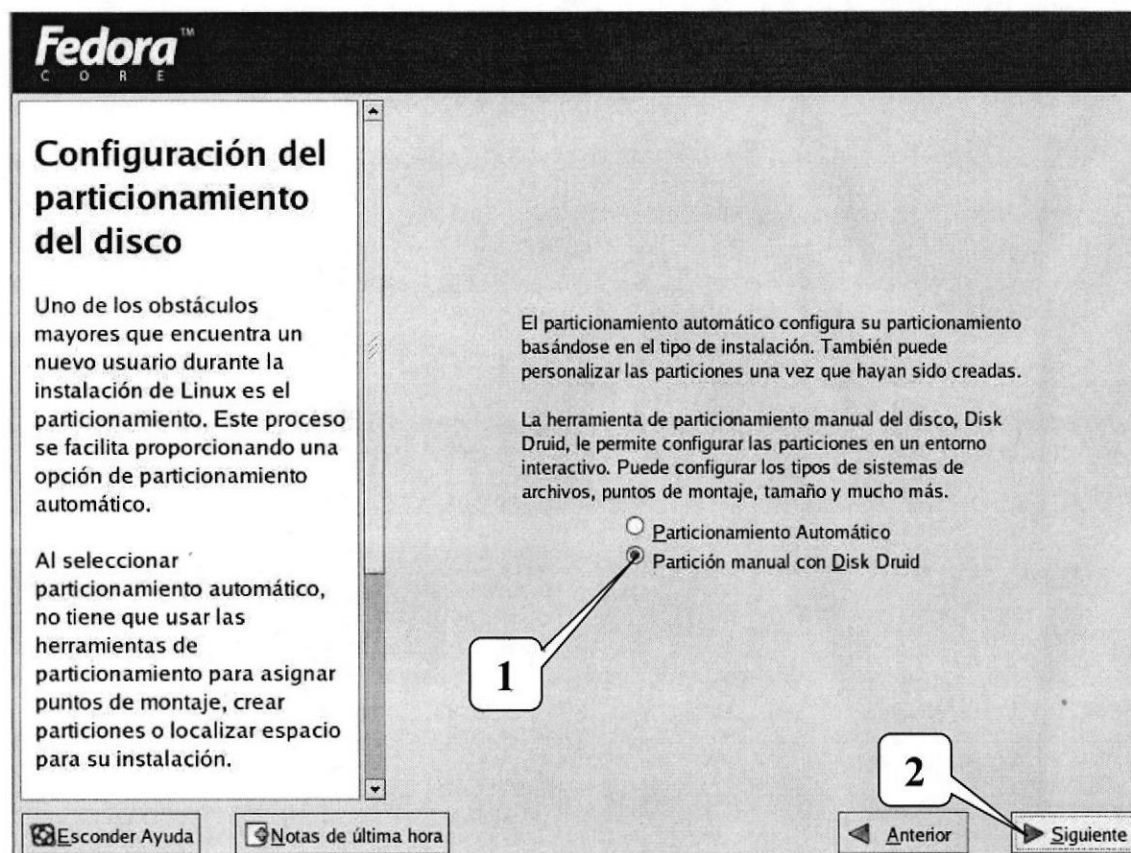 Fedora™
CORE
Configuración del
particionamiento
del disco
Uno de los obstáculos
mayores que encuentra un
nuevo usuario durante la
instalación de Linux es el
particionamiento. Este proceso
se facilita proporcionando una
opción de particionamiento
automático.
Al seleccionar
particionamiento automático,
no tiene que usar las
herramientas de
particionamiento para asignar
puntos de montaje, crear
particiones o localizar espacio
para su instalación.
El particionamiento automático configura su particionamiento
basándose en el tipo de instalación. También puede
personalizar las particiones una vez que hayan sido creadas.
La herramienta de particionamiento manual del disco, Disk
Druid, le permite configurar las particiones en un entorno
interactivo. Puede configurar los tipos de sistemas de
archivos, puntos de montaje, tamaño y mucho más.
Particionamiento Automático
Partición manual con Disk Druid
1
2
Esconder Ayuda
Notas de última hora
Anterior
Siguiente